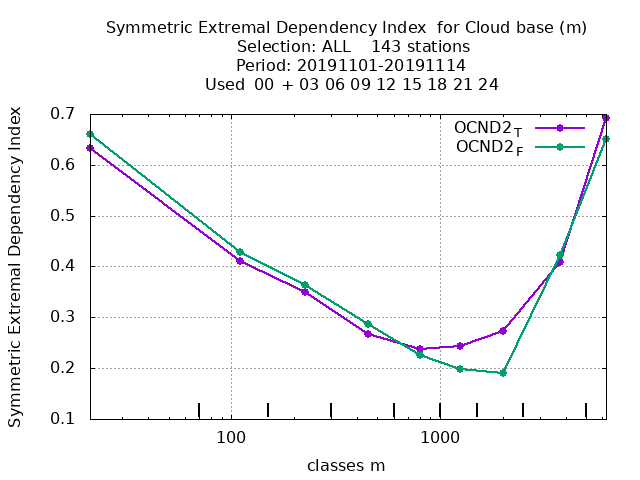 Symmetric Extremal Dependency Index  for Cloud base (m)
Selection: ALL    143 stations
Period: 20191101-20191114
Used  00 + 03 06 09 12 15 18 21 24
Symmetric Extremal Dependency Index
0.7
0.6
0.5
0.4
0.3
0.2
0.1
OCND2T
OCND2F
100
1000
classes m